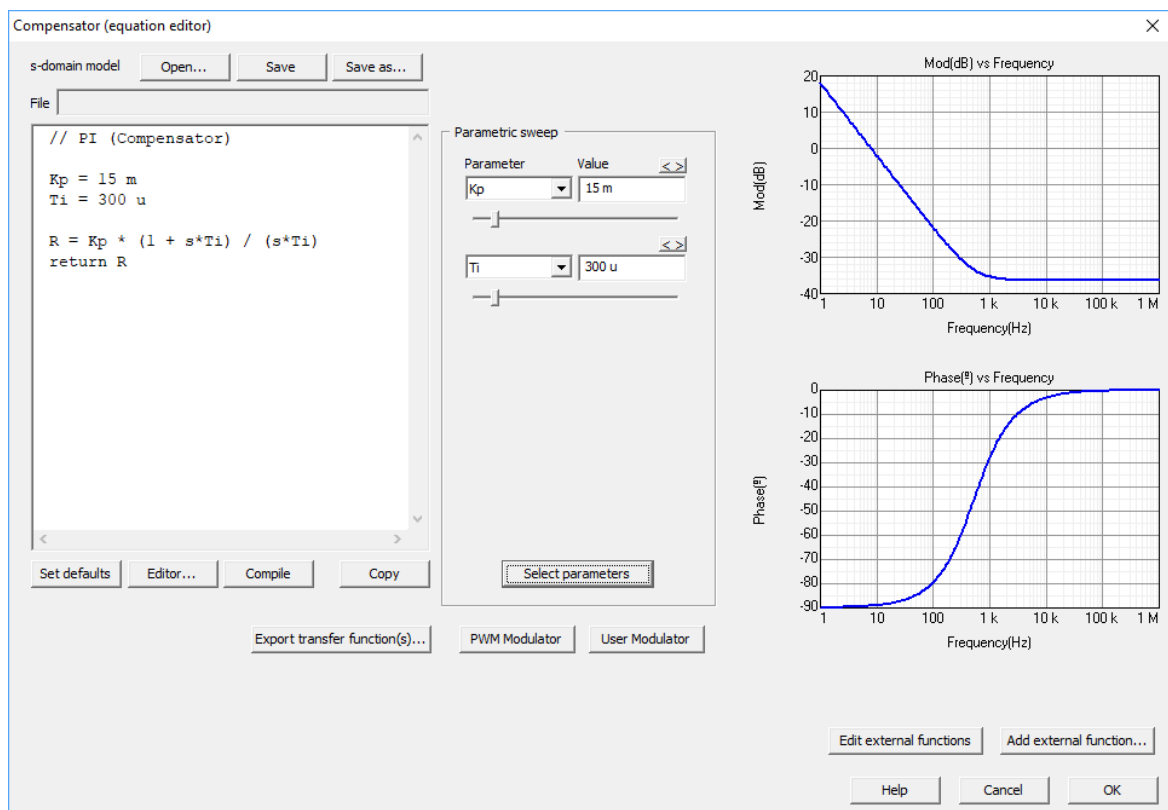 Compensator (equation editor)
s-domain model
Open...
Save
Save as...
File
// PI (Compensator)
Kp = 15 m
Ti = 300 u
R = Kp * (1 + s*Ti) / (s*Ti)
return R
Set defaults
Editor...
Compile
Copy
Parametric sweep
Parameter
Value
< >
Kp
15 m
< >
Ti
300 u
Select parameters
Export transfer function(s)...
PWM Modulator
User Modulator
Mod(dB) vs Frequency
Mod(dB)
20
10
0
-10
-20
-30
-40
1
10
100
1 k
10 k
100 k
1 M
Frequency(Hz)
Phase(º) vs Frequency
Phase(º)
0
-10
-20
-30
-40
-50
-60
-70
-80
-90
1
10
100
1 k
10 k
100 k
1 M
Frequency(Hz)
Edit external functions
Add external function...
Help
Cancel
OK